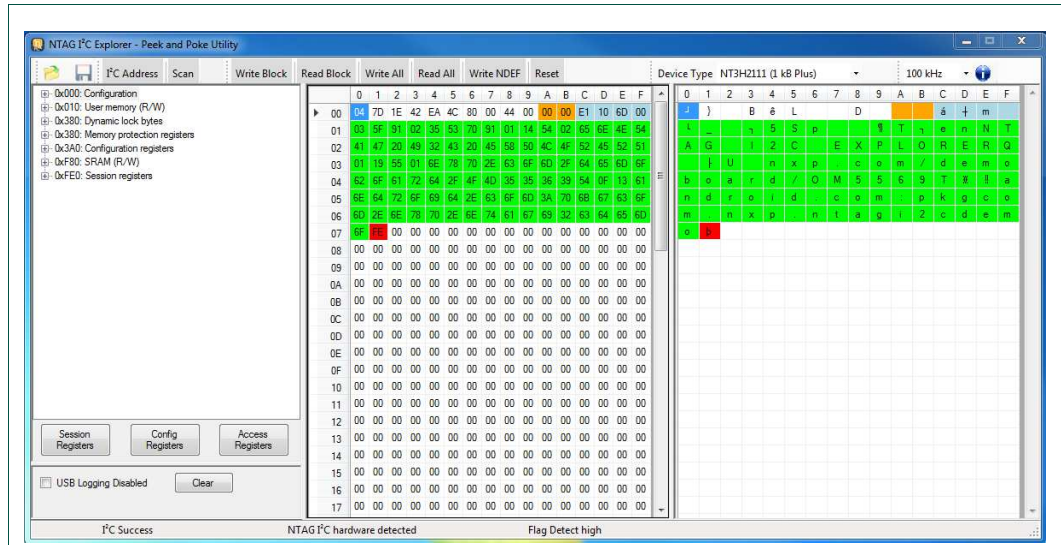 NTAG I²C Explorer - Peek and Poke Utility
I²C Address Scan Write Block Read Block Write All Read All Write NDEF Reset Device Type NT3H2111 (1 kB Plus) 100 kHz
0x000: Configuration
0x010: User memory (R/W)
0x380: Dynamic lock bytes
0x380: Memory protection registers
0x3A0: Configuration registers
0xF80: SRAM (R/W)
0xFE0: Session registers
Session Registers
Config Registers
Access Registers
USB Logging Disabled Clear
0 1 2 3 4 5 6 7 8 9 A B C D E F
00 04 7D 1E 42 EA 4C 80 00 44 00 00 00 E1 10 6D 00
01 03 5F 91 02 35 53 70 91 01 14 54 02 65 6E 4E 54
02 41 47 20 49 32 43 20 45 58 50 4C 4F 52 45 52 51
03 01 19 55 01 6E 78 70 2E 63 6F 6D 2F 64 65 6D 6F
04 62 6F 61 72 64 2F 4F 4D 35 35 36 39 54 0F 13 61
05 6E 64 72 6F 69 64 2E 63 6F 6D 3A 70 6B 67 63 6F
06 6D 2E 6E 78 70 2E 6E 74 61 67 69 32 63 64 65 6D
07 6F FE 00 00 00 00 00 00 00 00 00 00 00 00 00 00
08 00 00 00 00 00 00 00 00 00 00 00 00 00 00 00 00
09 00 00 00 00 00 00 00 00 00 00 00 00 00 00 00 00
0A 00 00 00 00 00 00 00 00 00 00 00 00 00 00 00 00
0B 00 00 00 00 00 00 00 00 00 00 00 00 00 00 00 00
0C 00 00 00 00 00 00 00 00 00 00 00 00 00 00 00 00
0D 00 00 00 00 00 00 00 00 00 00 00 00 00 00 00 00
0E 00 00 00 00 00 00 00 00 00 00 00 00 00 00 00 00
0F 00 00 00 00 00 00 00 00 00 00 00 00 00 00 00 00
10 00 00 00 00 00 00 00 00 00 00 00 00 00 00 00 00
11 00 00 00 00 00 00 00 00 00 00 00 00 00 00 00 00
12 00 00 00 00 00 00 00 00 00 00 00 00 00 00 00 00
13 00 00 00 00 00 00 00 00 00 00 00 00 00 00 00 00
14 00 00 00 00 00 00 00 00 00 00 00 00 00 00 00 00
15 00 00 00 00 00 00 00 00 00 00 00 00 00 00 00 00
16 00 00 00 00 00 00 00 00 00 00 00 00 00 00 00 00
17 00 00 00 00 00 00 00 00 00 00 00 00 00 00 00 00
0 1 2 3 4 5 6 7 8 9 A B C D E F
┘ } B ê L D á ┼ m
└ _ ┐ 5 S p ¶ T ┐ e n N T
A G I 2 C E X P L O R E R Q
├ U n x p . c o m / d e m o
b o a r d / O M 5 5 6 9 T ‼ a
n d r o i d . c o m : p k g c o
m . n x p . n t a g i 2 c d e m
o þ
I²C Success NTAG I²C hardware detected Flag Detect high